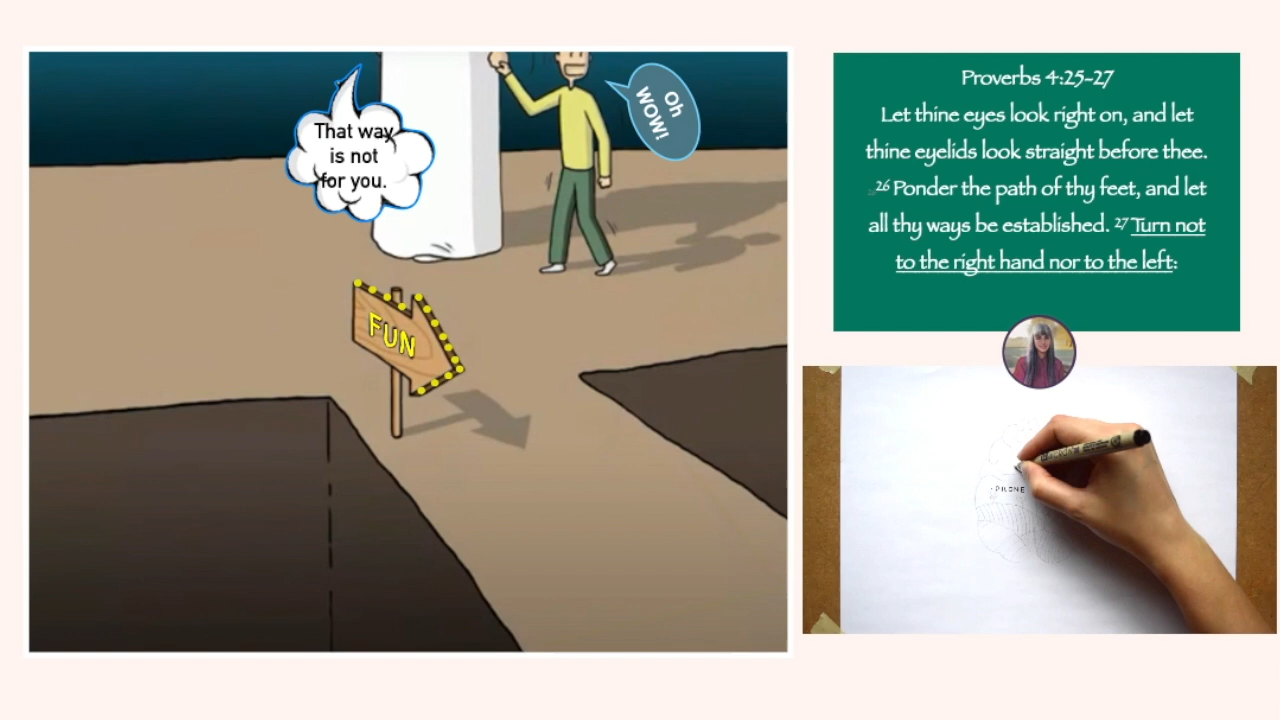 That way
is not
for you.
Oh
WOW!
FUN
Proverbs 4:25-27
Let thine eyes look right on, and let
thine eyelids look straight before thee.
26 Ponder the path of thy feet, and let
all thy ways be established. 27 Turn not
to the right hand nor to the left: